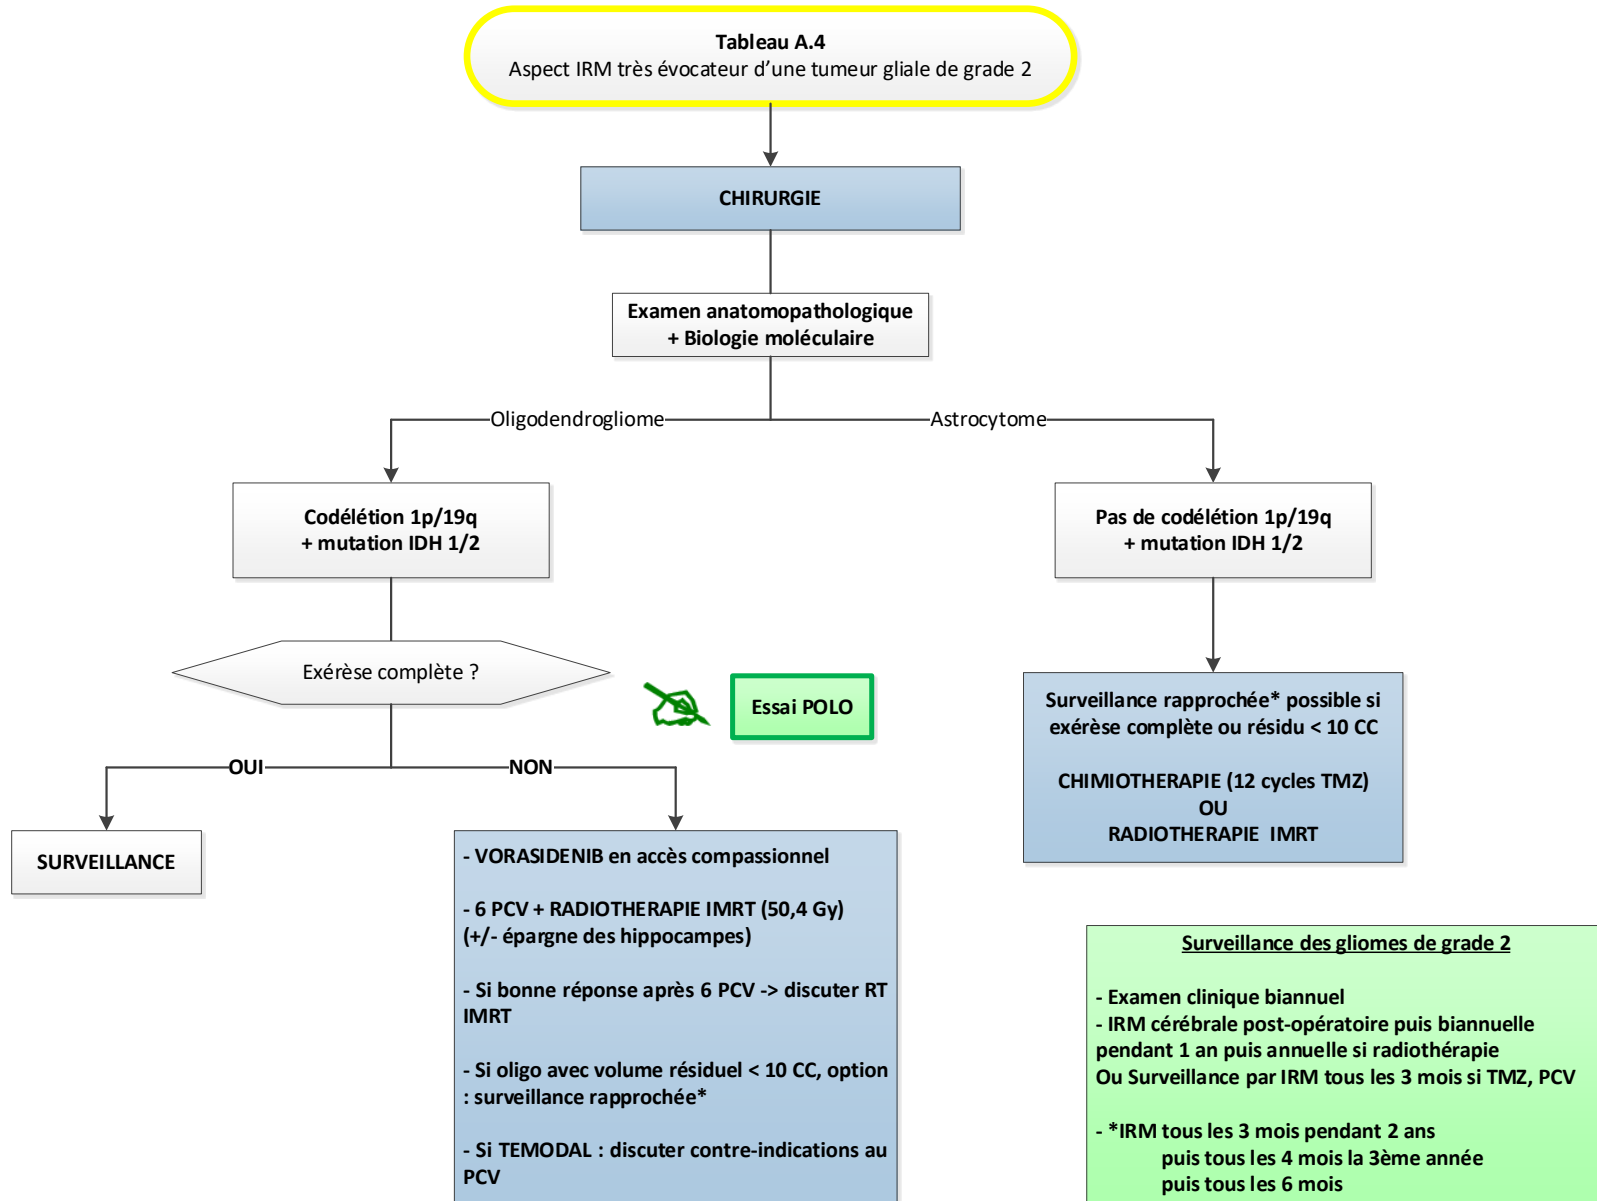 Tableau A.4
Aspect IRM très évocateur d'une tumeur gliale de grade 2
CHIRURGIE
Examen anatomopathologique
+ Biologie moléculaire
Oligodendrogliome
Astrocytome
Codélétion 1p/19q
+ mutation IDH 1/2
Pas de codélétion 1p/19q
+ mutation IDH 1/2
Exérèse complète ?
Essai POLO
Surveillance rapprochée* possible si
exérèse complète ou résidu < 10 CC
CHIMIOTHERAPIE (12 cycles TMZ)
OU
RADIOTHERAPIE IMRT
OUI
NON
SURVEILLANCE
- VORASIDENIB en accès compassionnel
- 6 PCV + RADIOTHERAPIE IMRT (50,4 Gy)
(+/- épargne des hippocampes)
- Si bonne réponse après 6 PCV -> discuter RT
IMRT
- Si oligo avec volume résiduel < 10 CC, option
: surveillance rapprochée*
- Si TEMODAL : discuter contre-indications au
PCV
Surveillance des gliomes de grade 2
- Examen clinique biannuel
- IRM cérébrale post-opératoire puis biannuelle
pendant 1 an puis annuelle si radiothérapie
Ou Surveillance par IRM tous les 3 mois si TMZ, PCV
- *IRM tous les 3 mois pendant 2 ans
puis tous les 4 mois la 3ème année
puis tous les 6 mois